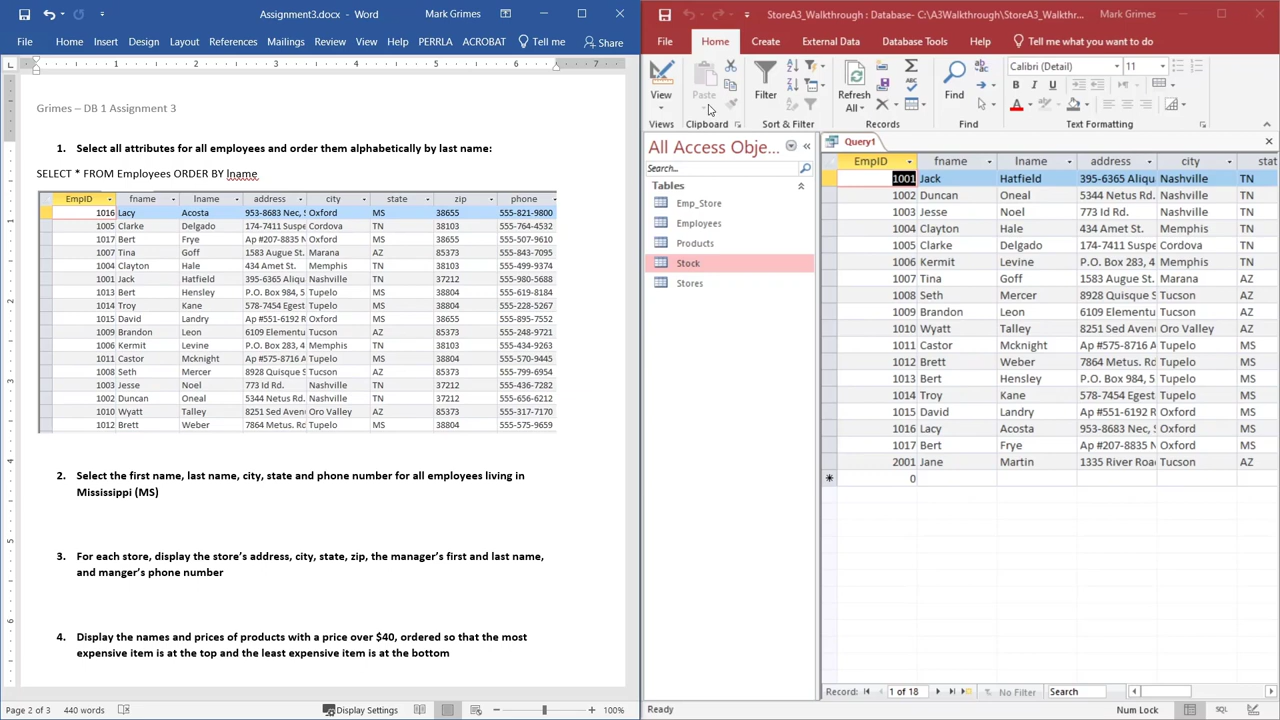 Assignment3.docx - Word Mark Grimes
File Home Insert Design Layout References Mailings Review View Help PERRLA ACROBAT Tell me Share
1 2 3 4 5 6 7
Grimes – DB 1 Assignment 3
1. Select all attributes for all employees and order them alphabetically by last name:
SELECT * FROM Employees ORDER BY lname
EmpID fname lname address city state zip phone
1016 Lacy Acosta 953-8683 Nec, S Oxford MS 38655 555-821-9800
1005 Clarke Delgado 174-7411 Suspe Cordova TN 38103 555-764-4532
1017 Bert Frye Ap #207-8835 N Oxford MS 38655 555-507-9610
1007 Tina Goff 1583 Augue St. Marana AZ 85373 555-843-7095
1004 Clayton Hale 434 Amet St. Memphis TN 38103 555-499-9374
1001 Jack Hatfield 395-6365 Aliqu Nashville TN 37212 555-980-5688
1013 Bert Hensley P.O. Box 984, 5 Tupelo MS 38804 555-619-8184
1014 Troy Kane 578-7454 Egest Tupelo MS 38804 555-228-5267
1015 David Landry Ap #551-6192 R Oxford MS 38655 555-895-7552
1009 Brandon Leon 6109 Elementu Tucson AZ 85373 555-248-9721
1006 Kermit Levine P.O. Box 283, 4 Memphis TN 38103 555-434-9263
1011 Castor Mcknight Ap #575-8716 A Tupelo MS 38804 555-570-9445
1008 Seth Mercer 8928 Quisque S Tucson AZ 85373 555-799-6954
1003 Jesse Noel 773 Id Rd. Nashville TN 37212 555-436-7282
1002 Duncan Oneal 5344 Netus Rd. Nashville TN 37212 555-656-6212
1010 Wyatt Talley 8251 Sed Aven Oro Valley AZ 85373 555-317-7170
1012 Brett Weber 7864 Metus. Rd Tupelo MS 38804 555-575-9659
2. Select the first name, last name, city, state and phone number for all employees living in
Mississippi (MS)
3. For each store, display the store’s address, city, state, zip, the manager’s first and last name,
and manger’s phone number
4. Display the names and prices of products with a price over $40, ordered so that the most
expensive item is at the top and the least expensive item is at the bottom
Page 2 of 3 440 words Display Settings 100%
StoreA3_Walkthrough : Database- C:\A3Walkthrough\StoreA3_Walkthr... Mark Grimes
File Home Create External Data Database Tools Help Tell me what you want to do
View Paste Filter Refresh All Find Calibri (Detail) 11
B I U
Views Clipboard Sort & Filter Records Find Text Formatting
All Access Obje...
Search...
Tables
Emp_Store
Employees
Products
Stock
Stores
Query1
EmpID fname lname address city stat
1001 Jack Hatfield 395-6365 Aliqu Nashville TN
1002 Duncan Oneal 5344 Netus Rd. Nashville TN
1003 Jesse Noel 773 Id Rd. Nashville TN
1004 Clayton Hale 434 Amet St. Memphis TN
1005 Clarke Delgado 174-7411 Suspe Cordova TN
1006 Kermit Levine P.O. Box 283, 4 Memphis TN
1007 Tina Goff 1583 Augue St. Marana AZ
1008 Seth Mercer 8928 Quisque S Tucson AZ
1009 Brandon Leon 6109 Elementu Tucson AZ
1010 Wyatt Talley 8251 Sed Aven Oro Valley AZ
1011 Castor Mcknight Ap #575-8716 A Tupelo MS
1012 Brett Weber 7864 Metus. Rd Tupelo MS
1013 Bert Hensley P.O. Box 984, 5 Tupelo MS
1014 Troy Kane 578-7454 Egest Tupelo MS
1015 David Landry Ap #551-6192 R Oxford MS
1016 Lacy Acosta 953-8683 Nec, S Oxford MS
1017 Bert Frye Ap #207-8835 N Oxford MS
2001 Jane Martin 1335 River Roa Tucson AZ
0
Record: 1 of 18 No Filter Search
Ready Num Lock SQL